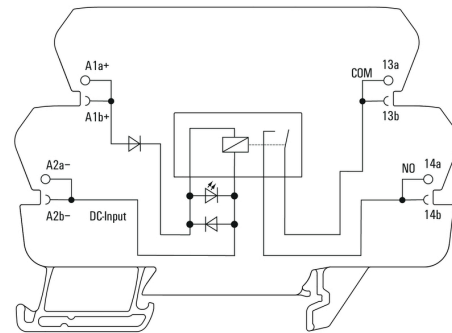 A1a+
A1b+
A2a−
A2b−
DC-Input
COM
13a
13b
NO
14a
14b